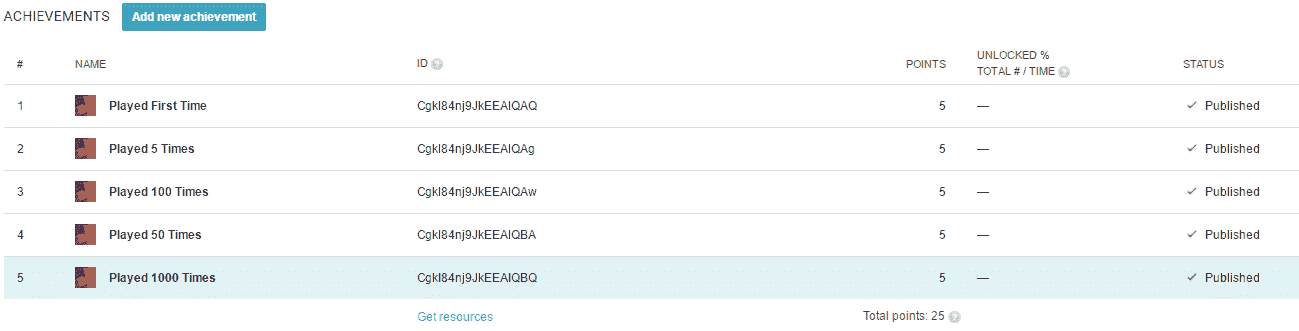 ACHIEVEMENTS Add new achievement
# NAME ID POINTS UNLOCKED % TOTAL # / TIME STATUS
1 Played First Time CgkI84nj9JkEEAIQAQ 5 — Published
2 Played 5 Times CgkI84nj9JkEEAIQAg 5 — Published
3 Played 100 Times CgkI84nj9JkEEAIQAw 5 — Published
4 Played 50 Times CgkI84nj9JkEEAIQBA 5 — Published
5 Played 1000 Times CgkI84nj9JkEEAIQBQ 5 — Published
Get resources Total points: 25